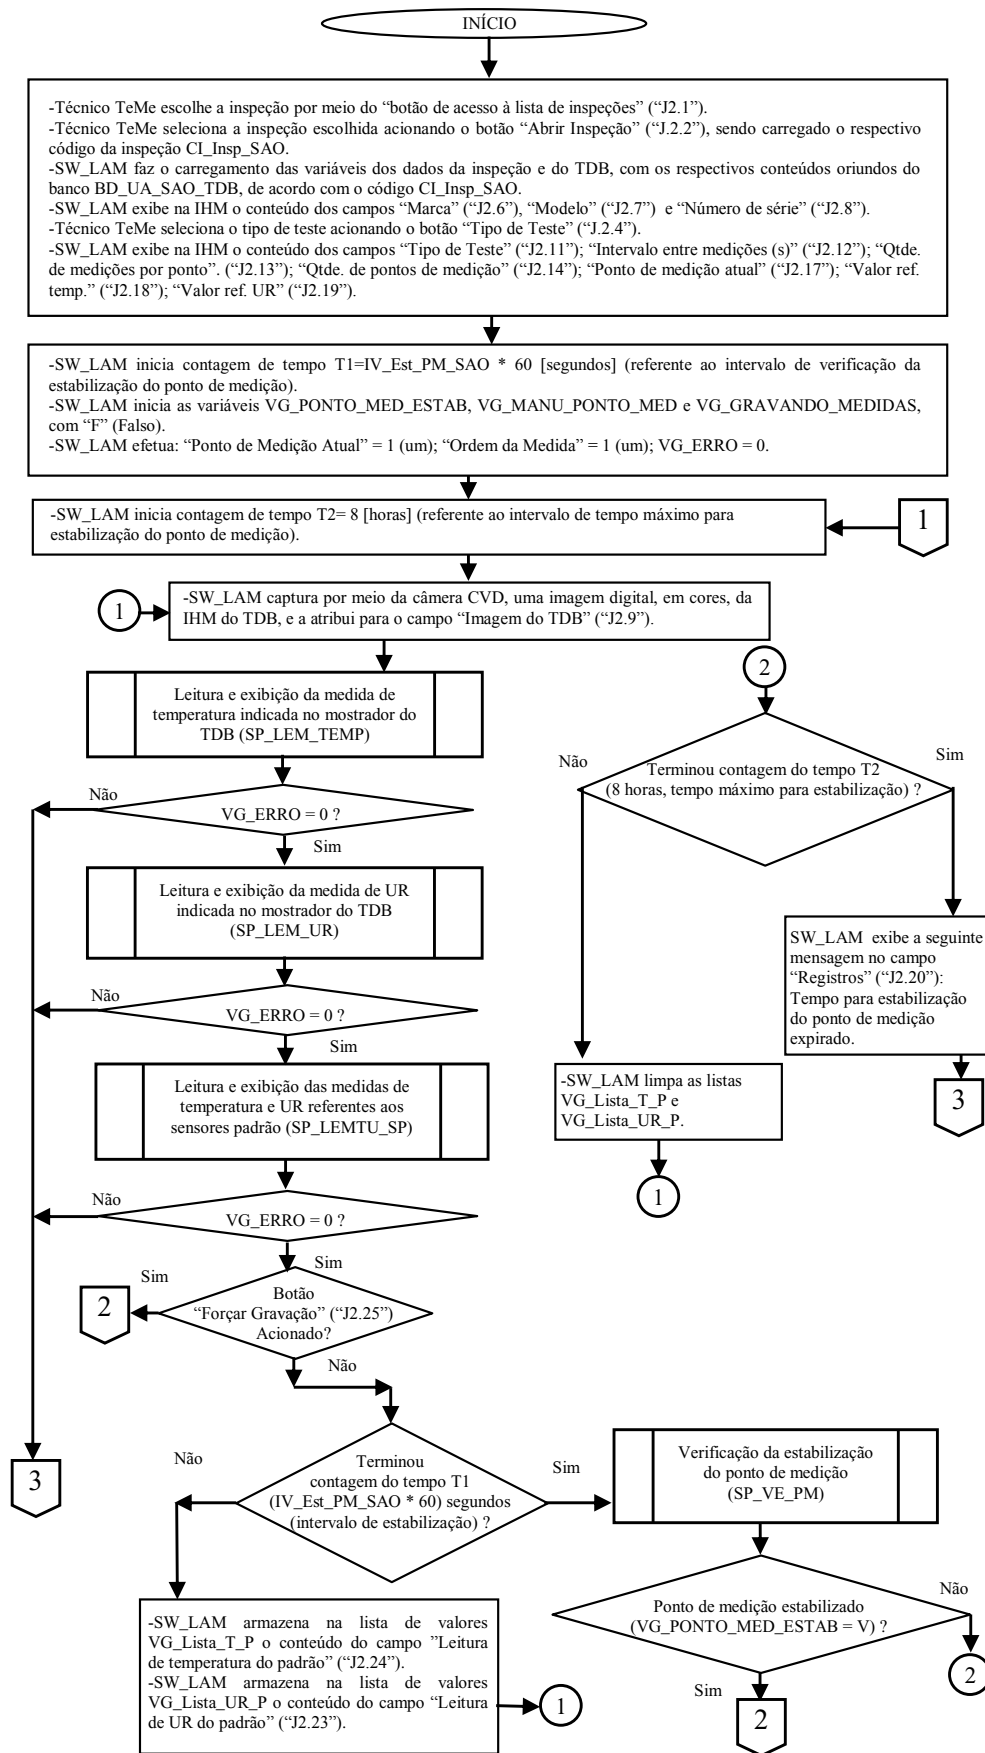 INÍCIO
-Técnico TeMe escolhe a inspeção por meio do “botão de acesso à lista de inspeções” (“J2.1”).
-Técnico TeMe seleciona a inspeção escolhida acionando o botão “Abrir Inspeção” (“J.2.2”), sendo carregado o respectivo
código da inspeção CI_Insp_SAO.
-SW_LAM faz o carregamento das variáveis dos dados da inspeção e do TDB, com os respectivos conteúdos oriundos do
banco BD_UA_SAO_TDB, de acordo com o código CI_Insp_SAO.
-SW_LAM exibe na IHM o conteúdo dos campos “Marca” (“J2.6”), “Modelo” (“J2.7”) e “Número de série” (“J2.8”).
-Técnico TeMe seleciona o tipo de teste acionando o botão “Tipo de Teste” (“J.2.4”).
-SW_LAM exibe na IHM o conteúdo dos campos “Tipo de Teste” (“J2.11”); “Intervalo entre medições (s)” (“J2.12”); “Qtde.
de medições por ponto”. (“J2.13”); “Qtde. de pontos de medição” (“J2.14”); “Ponto de medição atual” (“J2.17”); “Valor ref.
temp.” (“J2.18”); “Valor ref. UR” (“J2.19”).
-SW_LAM inicia contagem de tempo T1=IV_Est_PM_SAO * 60 [segundos] (referente ao intervalo de verificação da
estabilização do ponto de medição).
-SW_LAM inicia as variáveis VG_PONTO_MED_ESTAB, VG_MANU_PONTO_MED e VG_GRAVANDO_MEDIDAS,
com “F” (Falso).
-SW_LAM efetua: “Ponto de Medição Atual” = 1 (um); “Ordem da Medida” = 1 (um); VG_ERRO = 0.
-SW_LAM inicia contagem de tempo T2= 8 [horas] (referente ao intervalo de tempo máximo para
estabilização do ponto de medição).
1
1
-SW_LAM captura por meio da câmera CVD, uma imagem digital, em cores, da
IHM do TDB, e a atribui para o campo “Imagem do TDB” (“J2.9”).
Leitura e exibição da medida de
temperatura indicada no mostrador do
TDB (SP_LEM_TEMP)
Não
VG_ERRO = 0 ?
Sim
Leitura e exibição da medida de UR
indicada no mostrador do TDB
(SP_LEM_UR)
Não
VG_ERRO = 0 ?
Sim
Leitura e exibição das medidas de
temperatura e UR referentes aos
sensores padrão (SP_LEMTU_SP)
Não
VG_ERRO = 0 ?
Sim
2
Não
Sim
Terminou contagem do tempo T2
(8 horas, tempo máximo para estabilização) ?
SW_LAM exibe a seguinte
mensagem no campo
“Registros” (“J2.20”):
Tempo para estabilização
do ponto de medição
expirado.
3
-SW_LAM limpa as listas
VG_Lista_T_P e
VG_Lista_UR_P.
1
Sim
2
Botão
“Forçar Gravação” (“J2.25”)
Acionado?
Não
3
Não
Terminou
contagem do tempo T1
(IV_Est_PM_SAO * 60) segundos
(intervalo de estabilização) ?
Sim
Verificação da estabilização
do ponto de medição
(SP_VE_PM)
Não
Ponto de medição estabilizado
(VG_PONTO_MED_ESTAB = V) ?
2
Sim
2
-SW_LAM armazena na lista de valores
VG_Lista_T_P o conteúdo do campo ”Leitura
de temperatura do padrão” (“J2.24”).
-SW_LAM armazena na lista de valores
VG_Lista_UR_P o conteúdo do campo “Leitura
de UR do padrão” (“J2.23”).
1